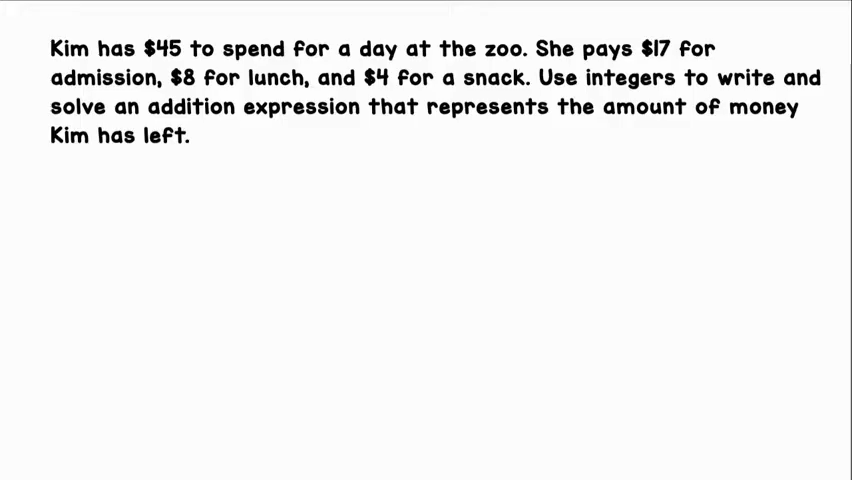 Kim has $45 to spend for a day at the zoo. She pays $17 for
admission, $8 for lunch, and $4 for a snack. Use integers to write and
solve an addition expression that represents the amount of money
Kim has left.